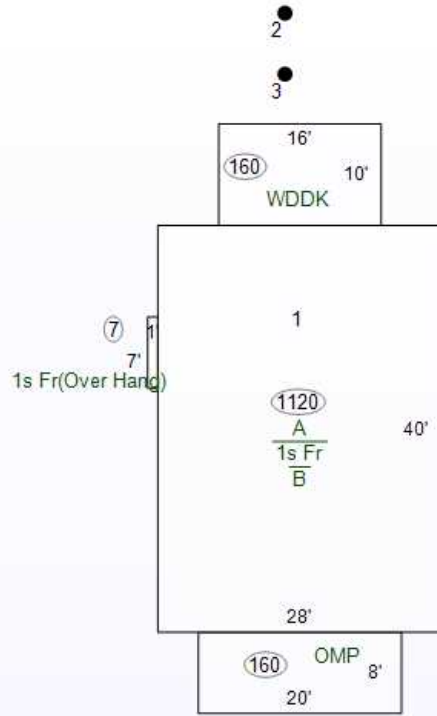 2
3
16'
160
10'
WDDK
1
7
1'
7'
1s Fr(Over Hang)
1120
A
1s Fr
B
40'
28'
OMP
160
8'
20'